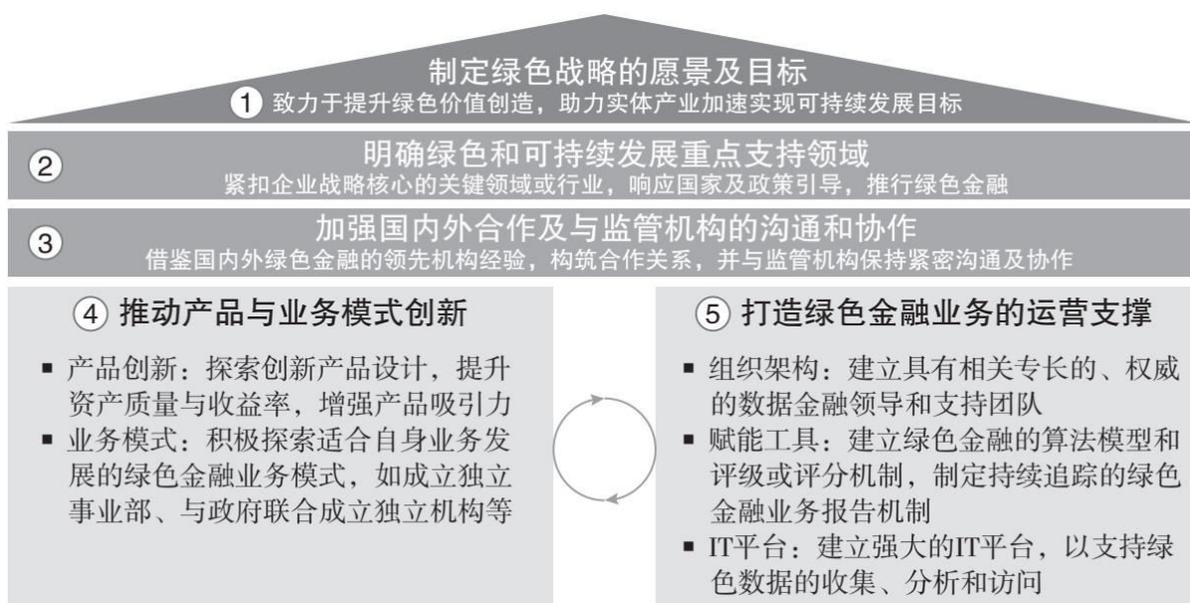 制定绿色战略的愿景及目标
① 致力于提升绿色价值创造，助力实体产业加速实现可持续发展目标
② 明确绿色和可持续发展重点支持领域
紧扣企业战略核心的关键领域或行业，响应国家及政策引导，推行绿色金融
③ 加强国内外合作及与监管机构的沟通和协作
借鉴国内外绿色金融的领先机构经验，构筑合作关系，并与监管机构保持紧密沟通及协作
④ 推动产品与业务模式创新
▪ 产品创新：探索创新产品设计，提升
资产质量与收益率，增强产品吸引力
▪ 业务模式：积极探索适合自身业务发
展的绿色金融业务模式，如成立独立
事业部、与政府联合成立独立机构等
⑤ 打造绿色金融业务的运营支撑
▪ 组织架构：建立具有相关专长的、权威
的数据金融领导和支持团队
▪ 赋能工具：建立绿色金融的算法模型和
评级或评分机制，制定持续追踪的绿色
金融业务报告机制
▪ IT平台：建立强大的IT平台，以支持绿
色数据的收集、分析和访问